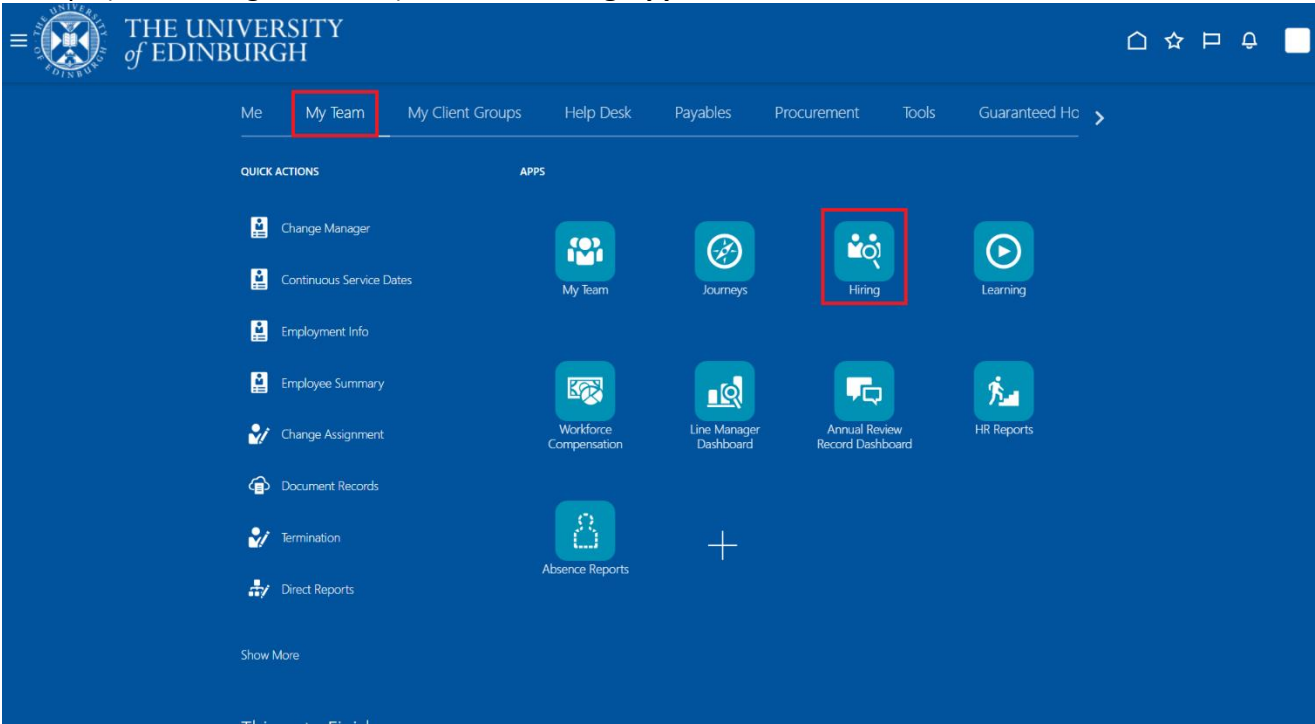 THE UNIVERSITY
of EDINBURGH
Me My Team My Client Groups Help Desk Payables Procurement Tools Guaranteed Ho
QUICK ACTIONS
APPS
Change Manager
Continuous Service Dates
Employment Info
Employee Summary
Change Assignment
Document Records
Termination
Direct Reports
Show More
My Team
Journeys
Hiring
Learning
Workforce
Compensation
Line Manager
Dashboard
Annual Review
Record Dashboard
HR Reports
Absence Reports